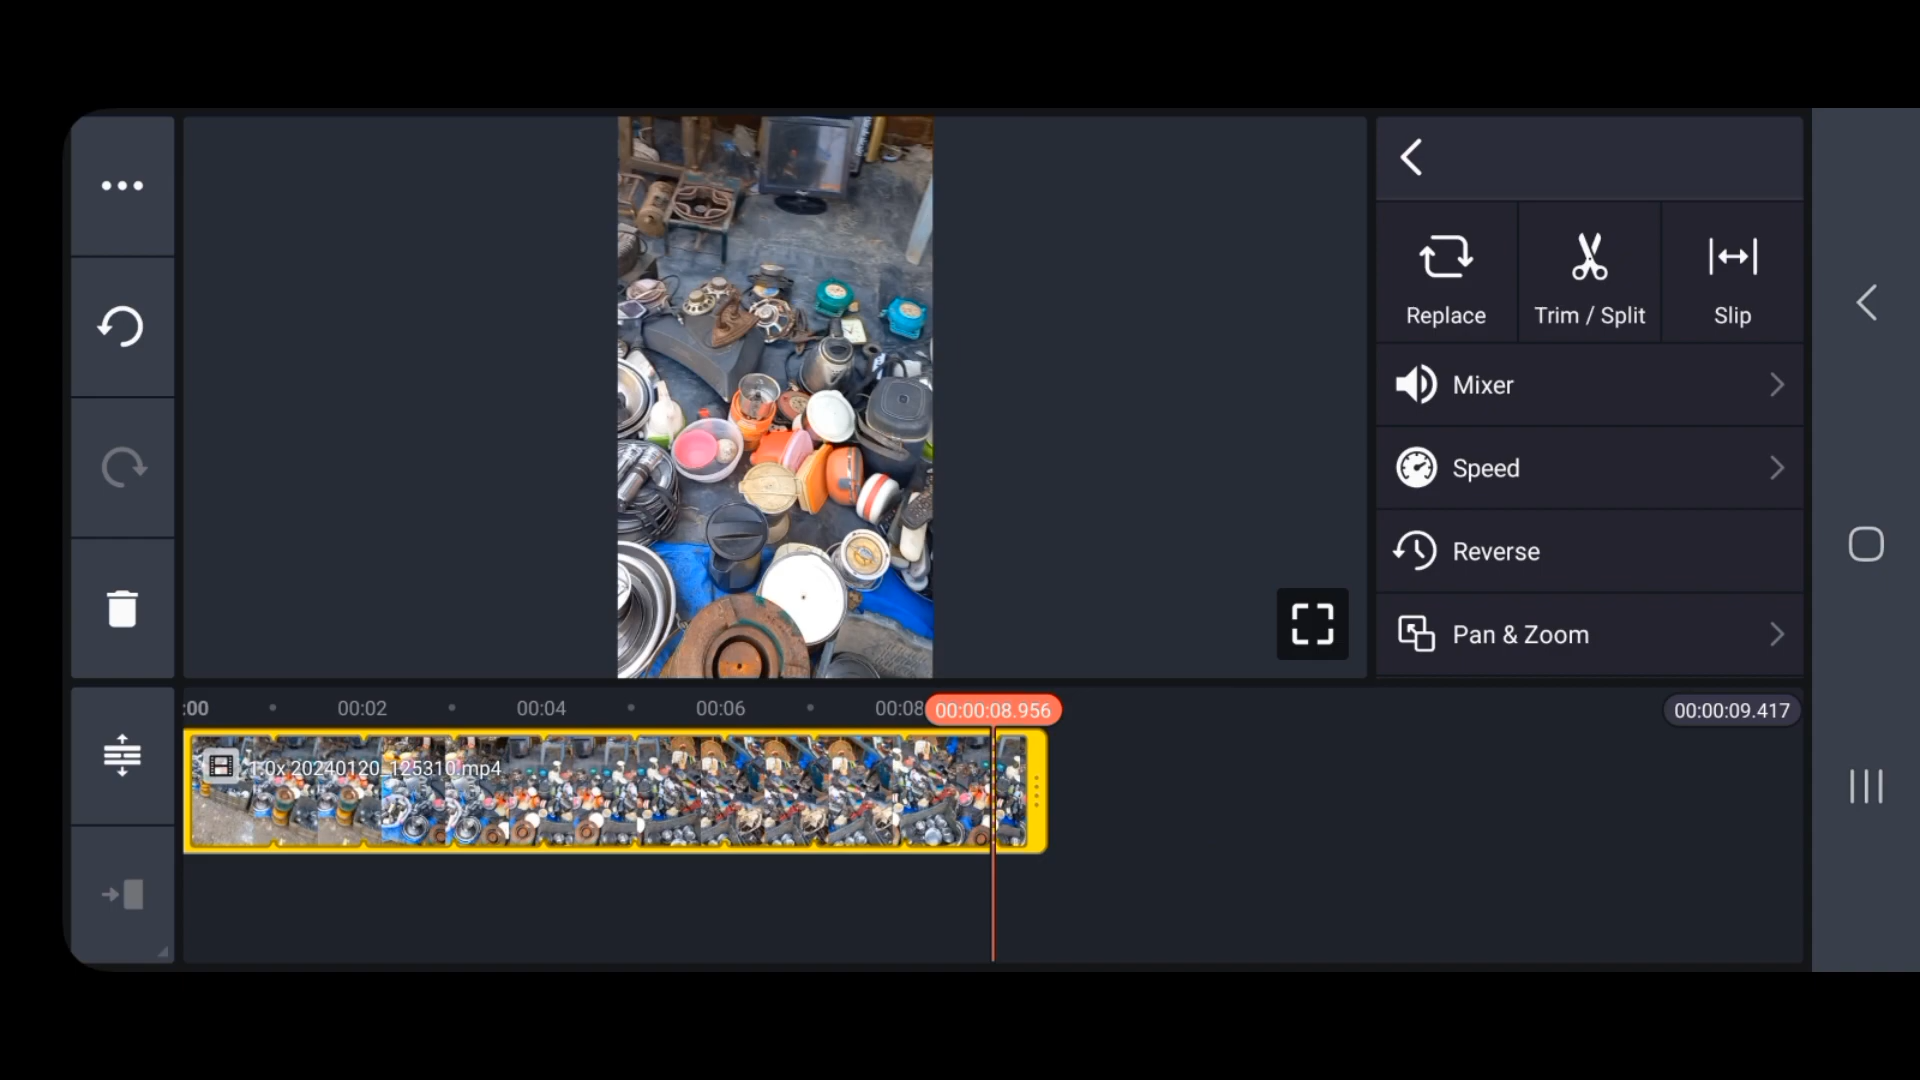 Replace
Trim / Split
Slip
Mixer
Speed
Reverse
Pan & Zoom
:00
00:02
00:04
00:06
00:08
00:00:08.956
00:00:09.417
1.0x 20240120_125310.mp4